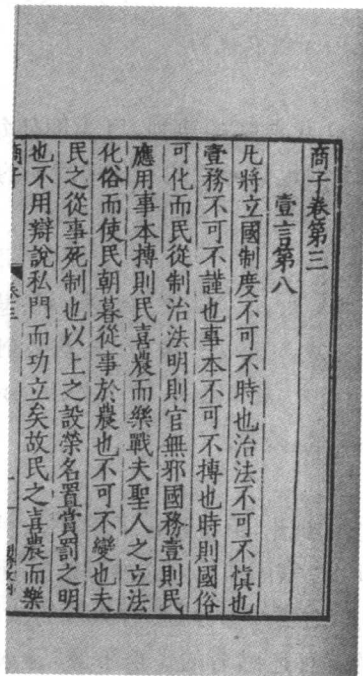 商子卷第三
壹言第八
凡將立國制度不可不時也治法不可不慎也
壹務不可不謹也事本不可不摶也時則國俗
可化而民從制治法明則官無邪國務壹則民
應用事本摶則民喜農而樂戰夫聖人之立法
化俗而使民朝暮從事於農也不可不變也夫
民之從事死制也以上之設榮名置賞罰之明
也不用辯說私門而功立矣故民之喜農而樂